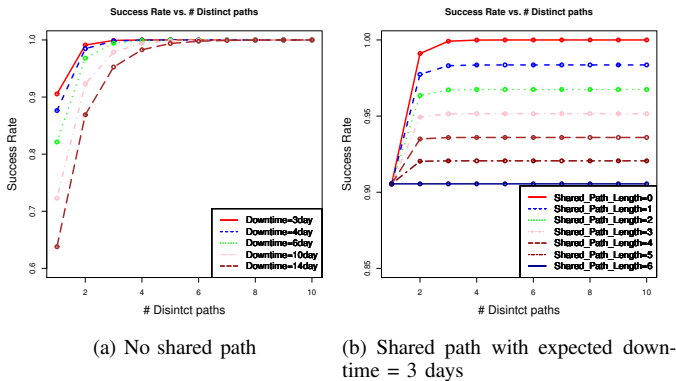 Success Rate vs. # Distinct paths
Success Rate
1.0
0.9
0.8
0.7
0.6
Downtime=3day
Downtime=4day
Downtime=6day
Downtime=10day
Downtime=14day
2
4
6
8
10
# Disintct paths
(a) No shared path
Success Rate vs. # Distinct paths
Success Rate
1.00
0.95
0.90
0.85
Shared_Path_Length=0
Shared_Path_Length=1
Shared_Path_Length=2
Shared_Path_Length=3
Shared_Path_Length=4
Shared_Path_Length=5
Shared_Path_Length=6
2
4
6
8
10
# Disintct paths
(b) Shared path with expected down-
time = 3 days